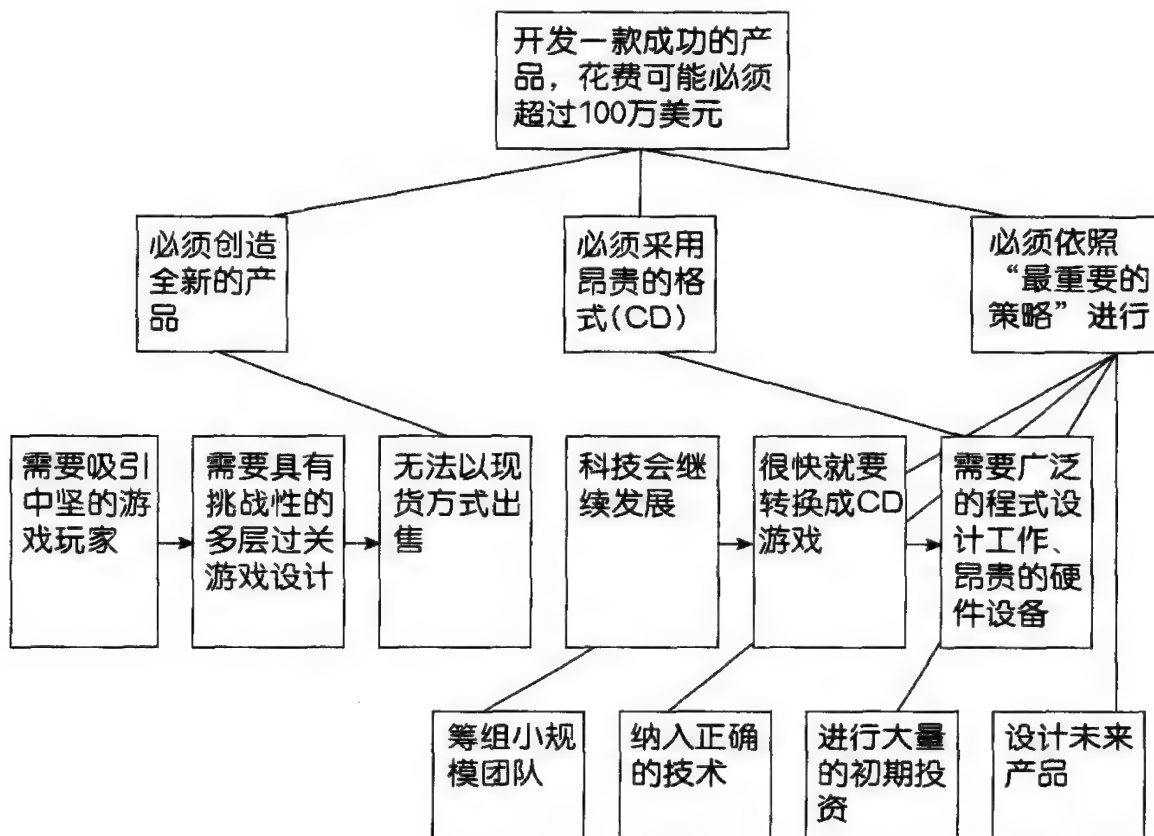 开发一款成功的产
品，花费可能必须
超过100万美元
必须创造
全新的产
品
必须采用
昂贵的格
式(CD)
必须依照
“最重要的
策略”进行
需要吸引
中坚的游
戏玩家
需要具有
挑战性的
多层过关
游戏设计
无法以现
货方式出
售
科技会继
续发展
很快就要
转换成CD
游戏
需要广泛
的程式设
计工作、
昂贵的硬
件设备
筹组小规
模团队
纳入正确
的技术
进行大量
的初期投
资
设计未来
产品